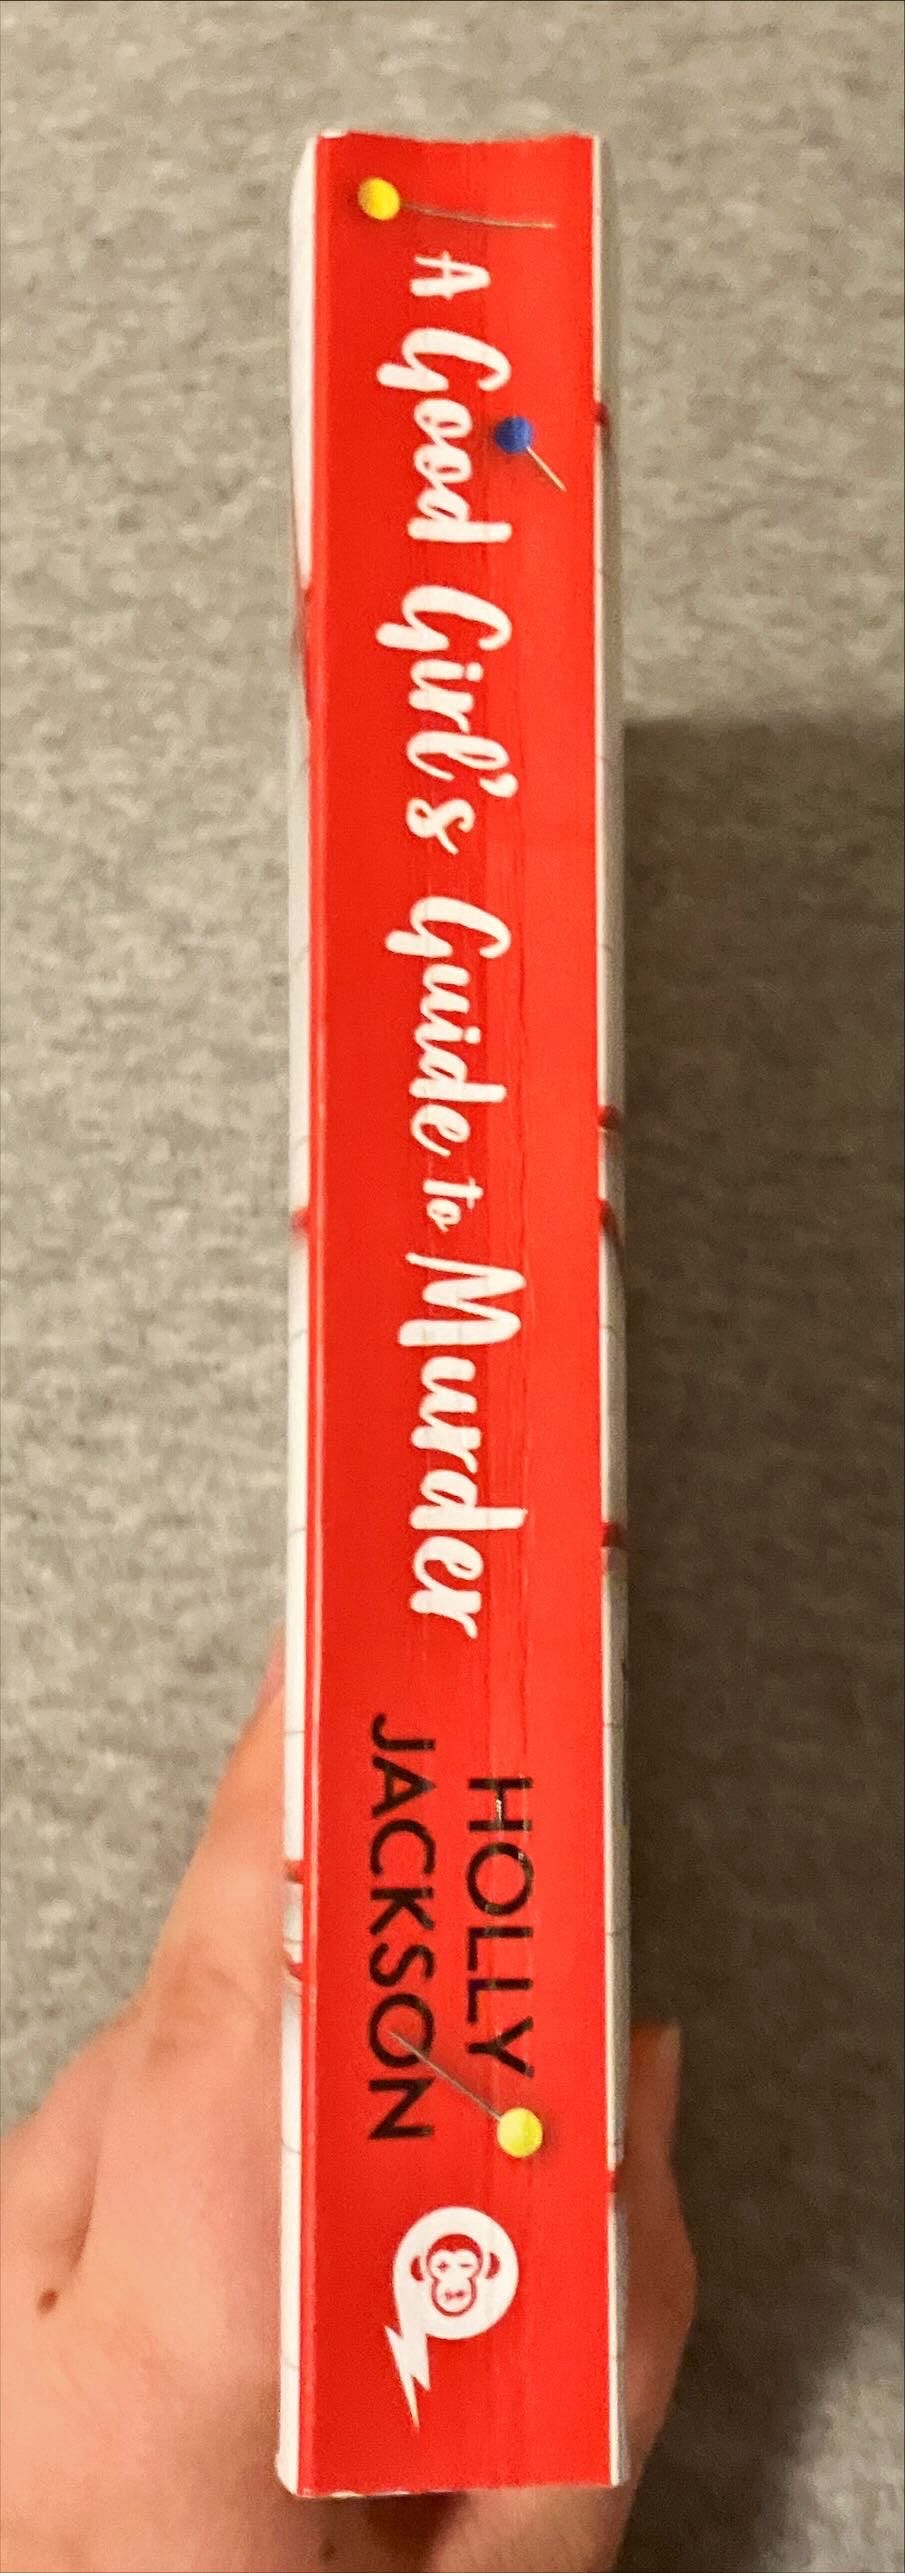 A Good Girl's Guide to Murder
HOLLY
JACKSON